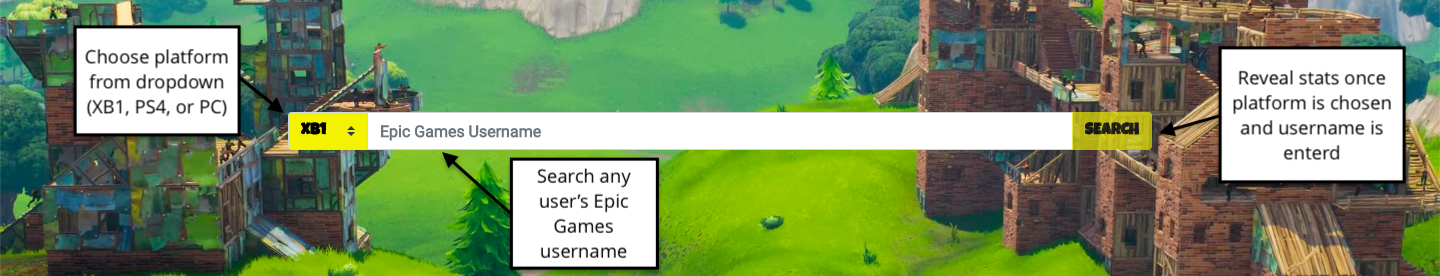 Choose platform
from dropdown
(XB1, PS4, or PC)
XB1
Epic Games Username
SEARCH
Search any
user’s Epic
Games
username
Reveal stats once
platform is chosen
and username is
enterd